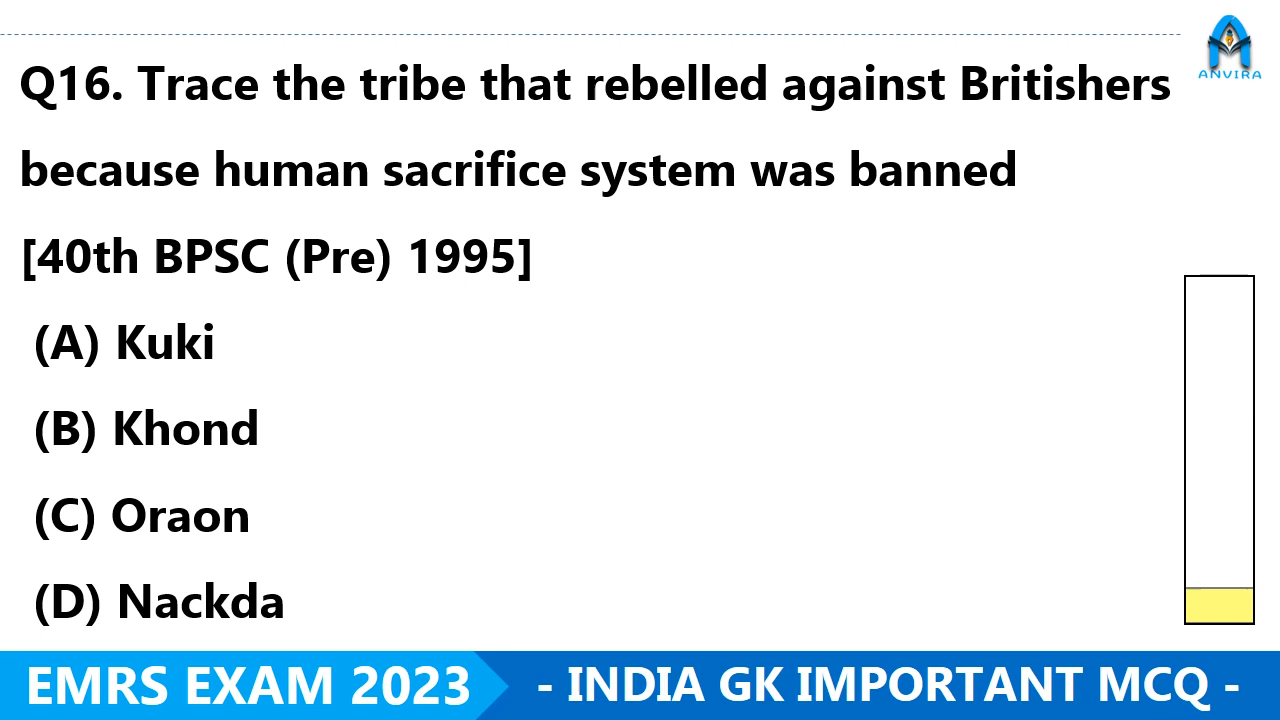 ANVIRA
Q16. Trace the tribe that rebelled against Britishers
because human sacrifice system was banned
[40th BPSC (Pre) 1995]
(A) Kuki
(B) Khond
(C) Oraon
(D) Nackda
EMRS EXAM 2023 - INDIA GK IMPORTANT MCQ -